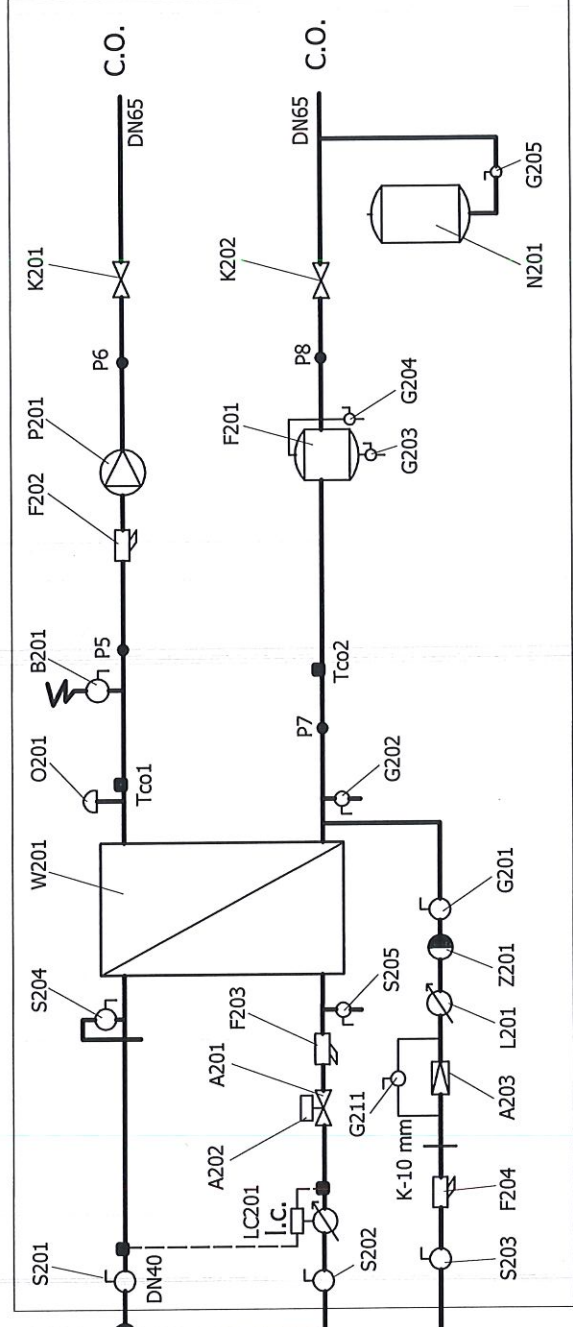 C.O.
DN65
K201
P6
P201
F202
P5
B201
O201
Tco1
W201
S204
S201
DN40
C.O.
DN65
K202
P8
F201
G204
G203
G205
N201
Tco2
P7
G202
S205
F203
A201
A202
LC201
l.c.
S202
G201
Z201
L201
G211
A203
K-10 mm
F204
S203